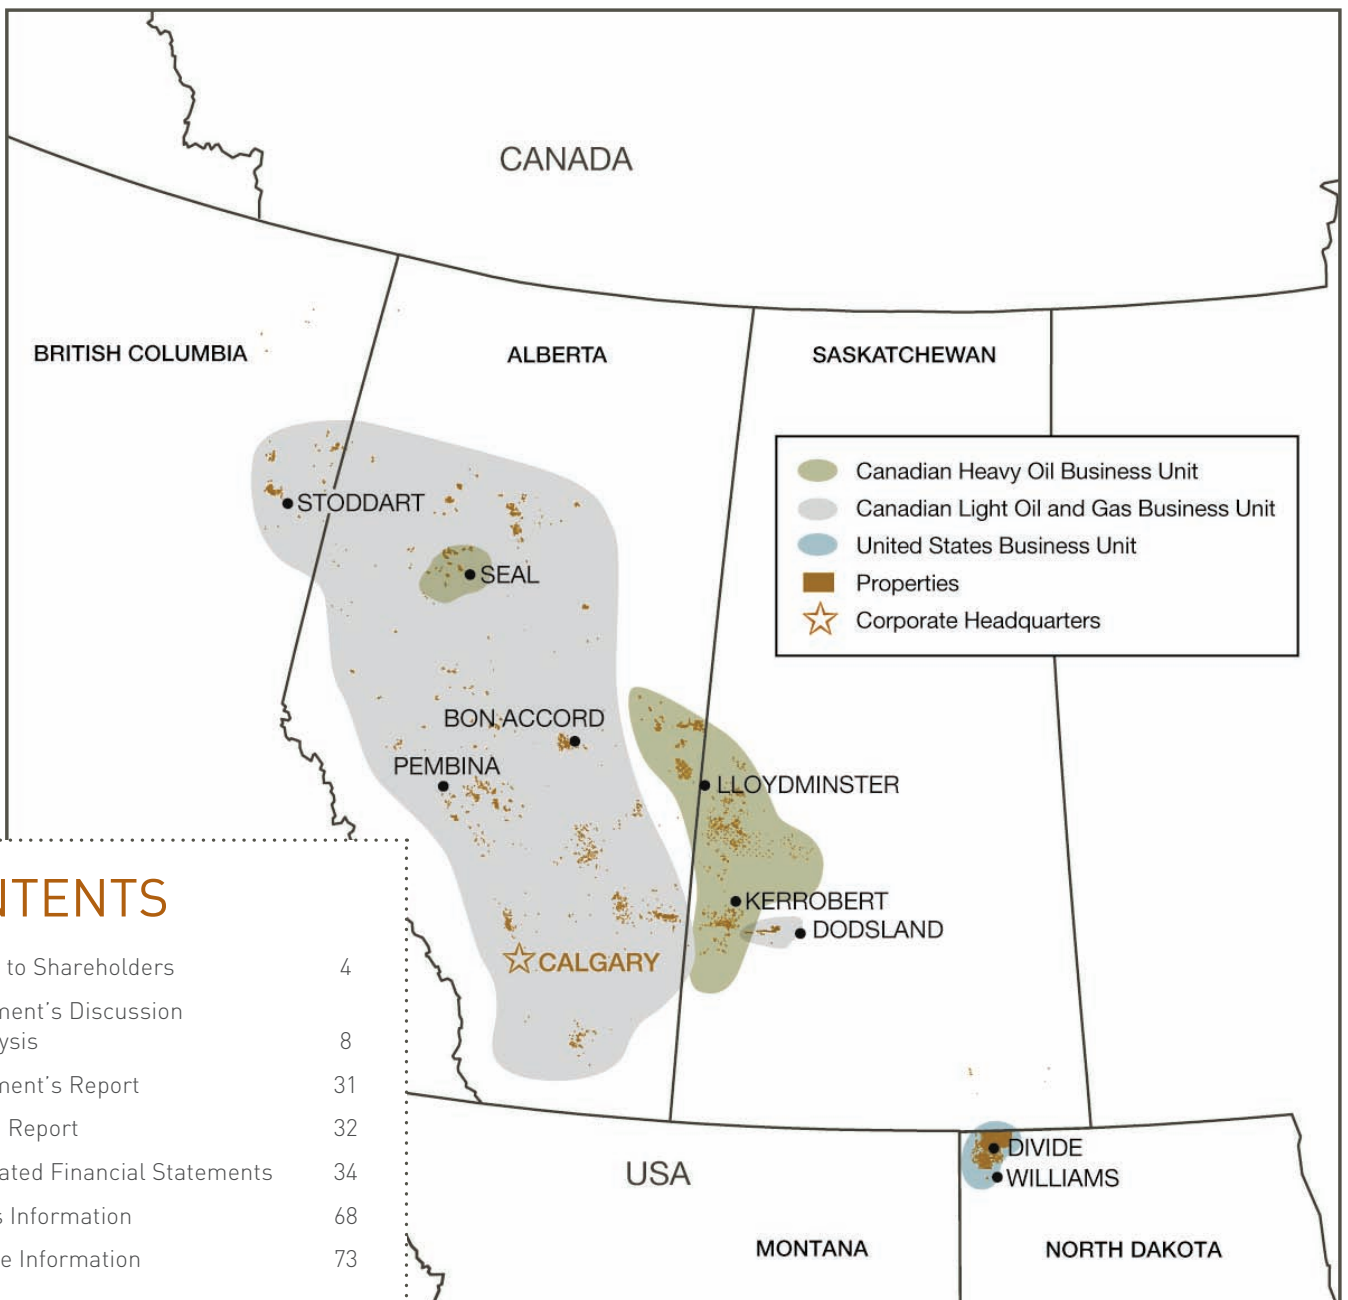 CANADA
BRITISH COLUMBIA
ALBERTA
SASKATCHEWAN
Canadian Heavy Oil Business Unit
Canadian Light Oil and Gas Business Unit
United States Business Unit
Properties
Corporate Headquarters
STODDART
SEAL
BON ACCORD
PEMBINA
LLOYDMINSTER
KERROBERT
DODSLAND
CALGARY
NTENTS
to Shareholders 4
ment's Discussion
ysis 8
ment's Report 31
Report 32
ated Financial Statements 34
s Information 68
e Information 73
USA
DIVIDE
WILLIAMS
MONTANA
NORTH DAKOTA